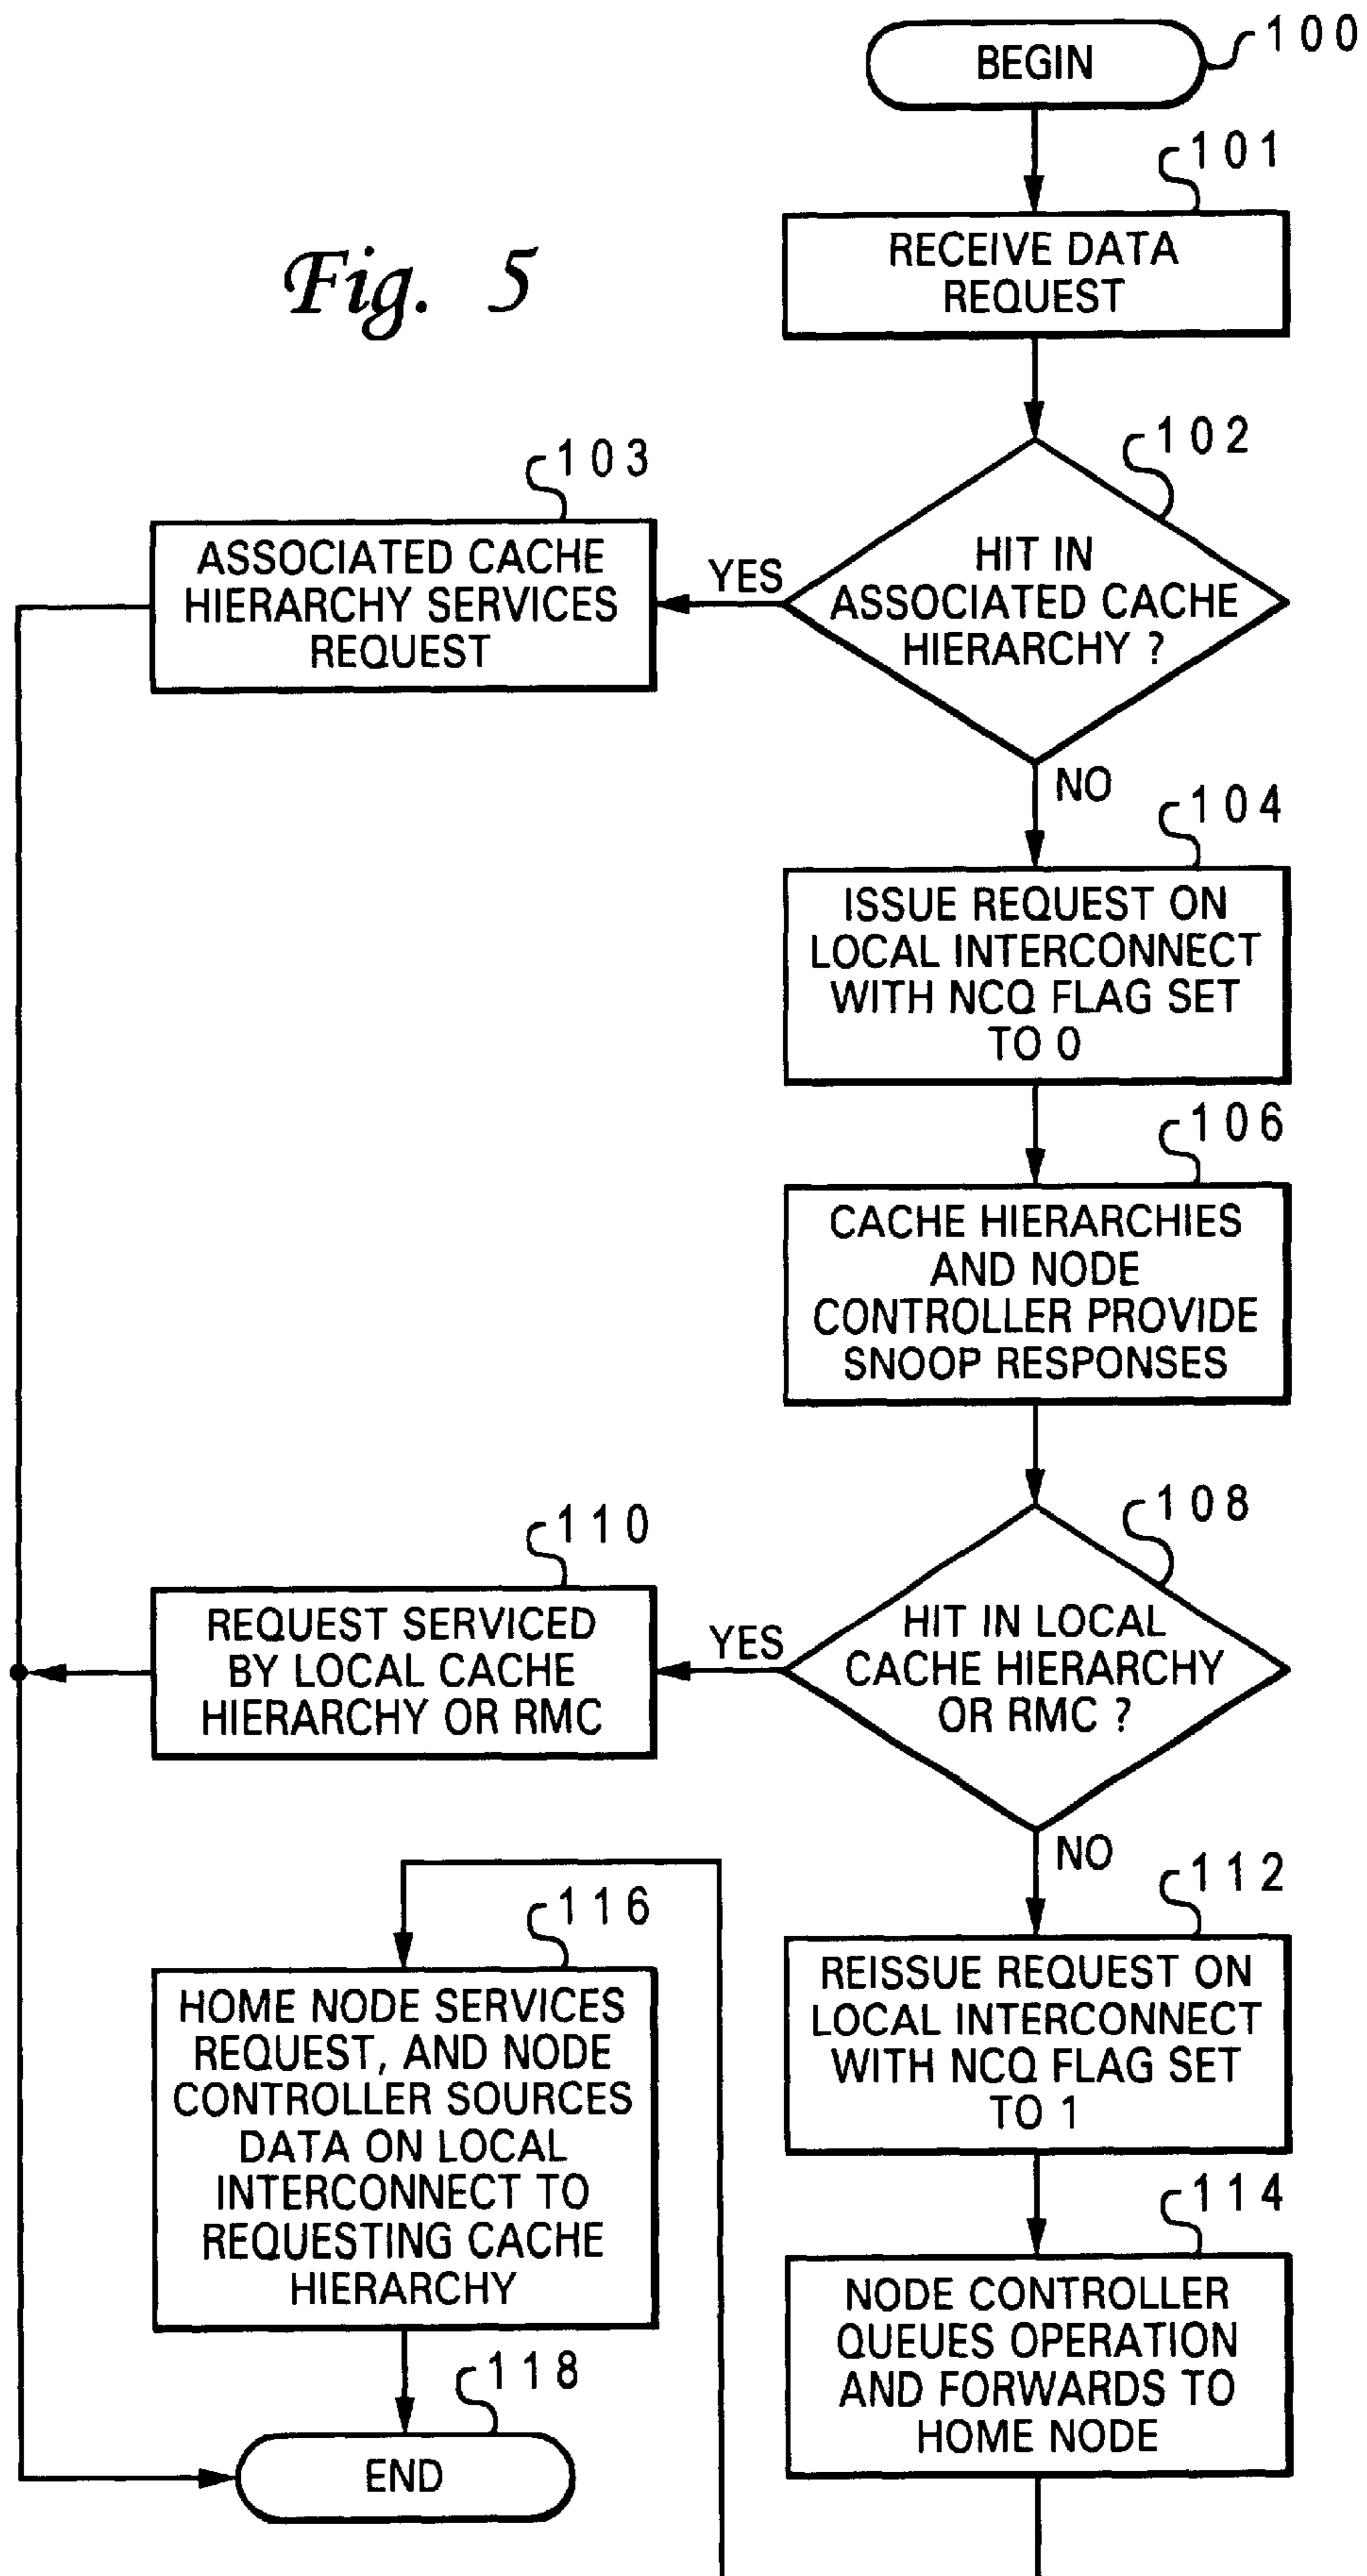 BEGIN
100
101
RECEIVE DATA
REQUEST
Fig. 5
102
HIT IN
ASSOCIATED CACHE
HIERARCHY ?
YES
103
ASSOCIATED CACHE
HIERARCHY SERVICES
REQUEST
NO
104
ISSUE REQUEST ON
LOCAL INTERCONNECT
WITH NCQ FLAG SET
TO 0
106
CACHE HIERARCHIES
AND NODE
CONTROLLER PROVIDE
SNOOP RESPONSES
108
HIT IN LOCAL
CACHE HIERARCHY
OR RMC ?
YES
110
REQUEST SERVICED
BY LOCAL CACHE
HIERARCHY OR RMC
NO
112
REISSUE REQUEST ON
LOCAL INTERCONNECT
WITH NCQ FLAG SET
TO 1
114
NODE CONTROLLER
QUEUES OPERATION
AND FORWARDS TO
HOME NODE
116
HOME NODE SERVICES
REQUEST, AND NODE
CONTROLLER SOURCES
DATA ON LOCAL
INTERCONNECT TO
REQUESTING CACHE
HIERARCHY
118
END